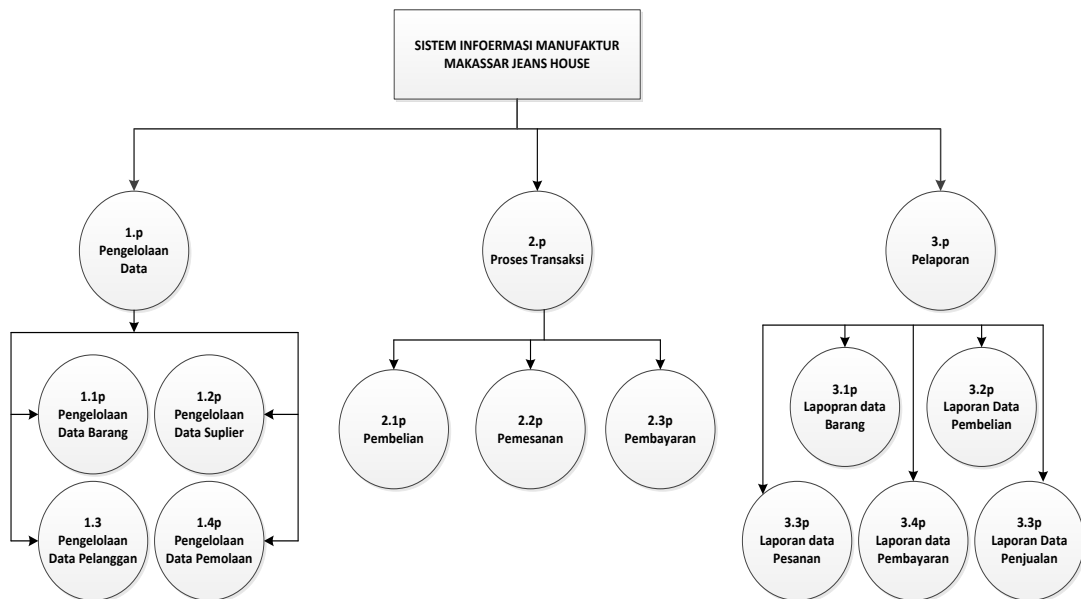 SISTEM INFOERMASI MANUFAKTUR
MAKASSAR JEANS HOUSE
1.p
Pengelolaan
Data
2.p
Proses Transaksi
3.p
Pelaporan
1.1p
Pengelolaan
Data Barang
1.2p
Pengelolaan
Data Suplier
1.3
Pengelolaan
Data Pelanggan
1.4p
Pengelolaan
Data Pemolaan
2.1p
Pembelian
2.2p
Pemesanan
2.3p
Pembayaran
3.1p
Lapopran data
Barang
3.2p
Laporan Data
Pembelian
3.3p
Laporan data
Pesanan
3.4p
Laporan data
Pembayaran
3.3p
Laporan Data
Penjualan